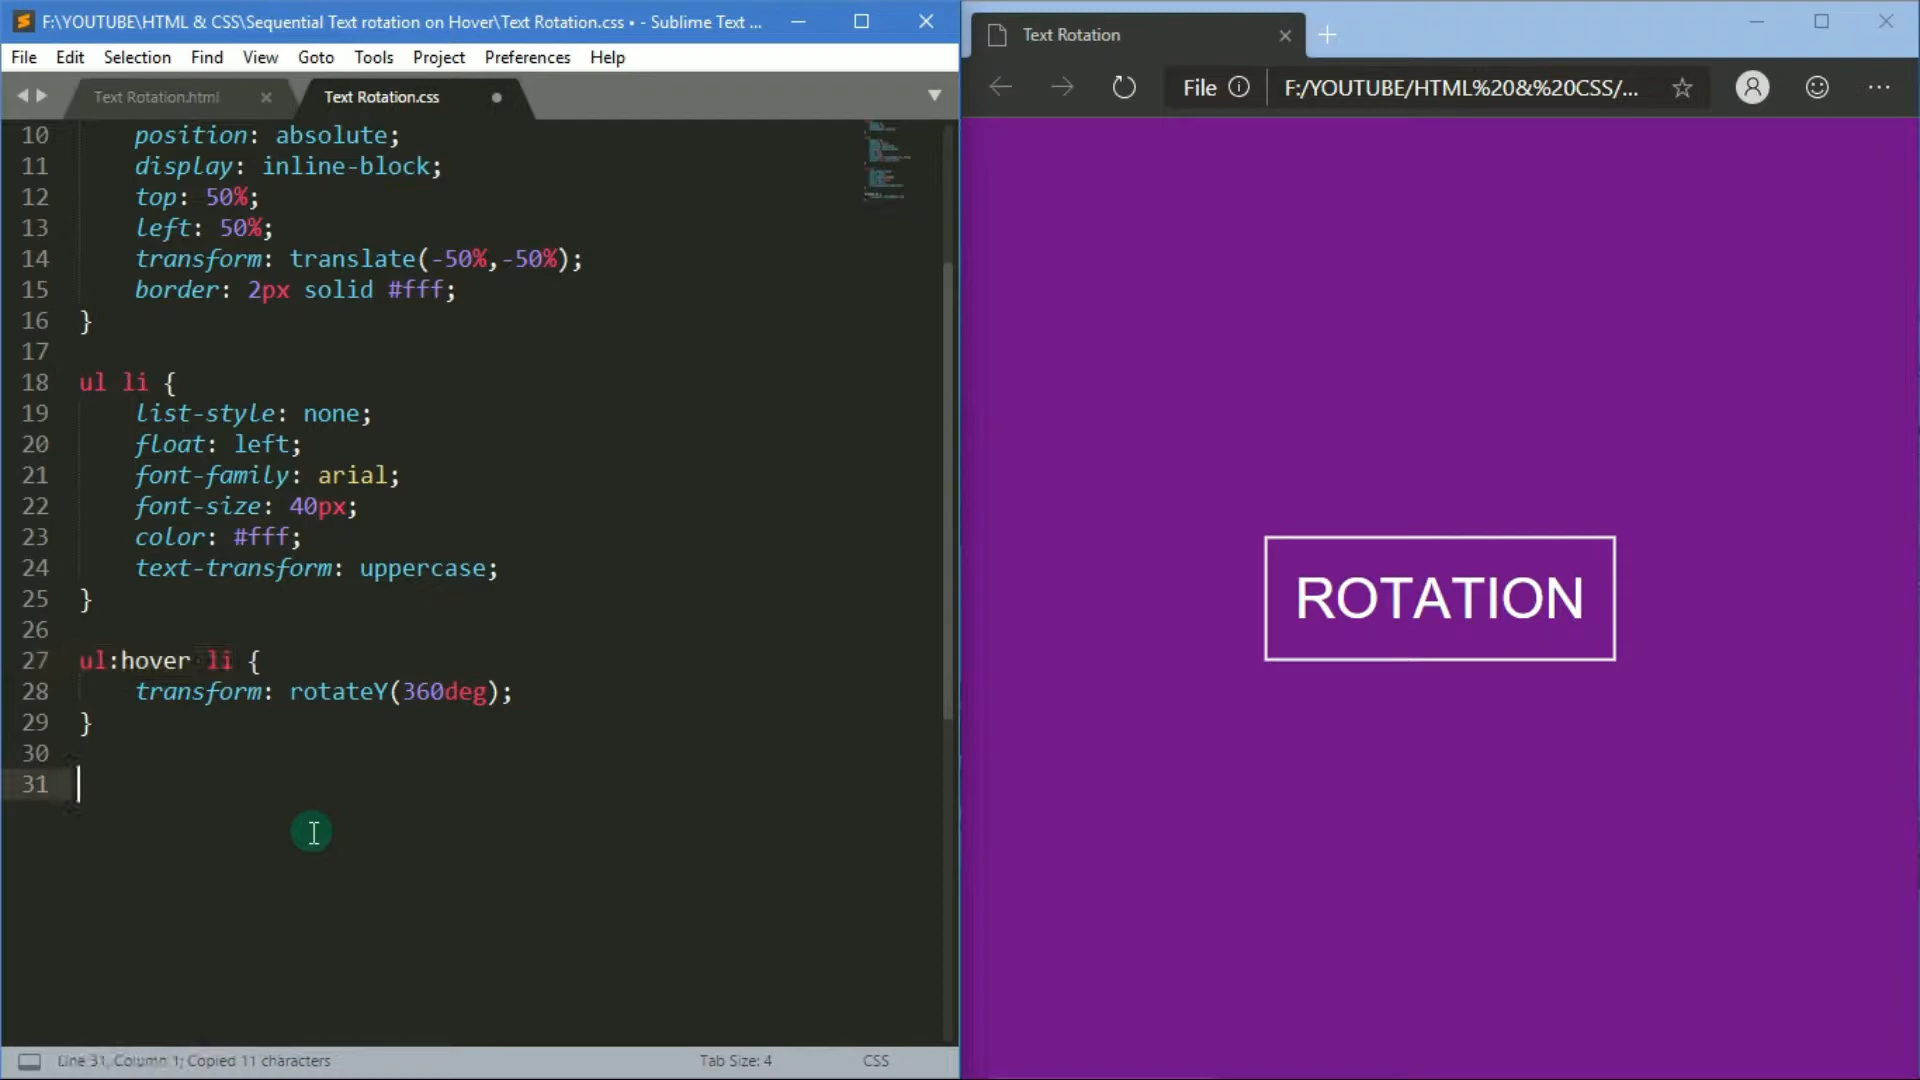 F:\YOUTUBE\HTML & CSS\Sequential Text rotation on Hover\Text Rotation.css • - Sublime Text ...
File Edit Selection Find View Goto Tools Project Preferences Help
Text Rotation.html
Text Rotation.css
10 position: absolute;
11 display: inline-block;
12 top: 50%;
13 left: 50%;
14 transform: translate(-50%,-50%);
15 border: 2px solid #fff;
16 }
17
18 ul li {
19 list-style: none;
20 float: left;
21 font-family: arial;
22 font-size: 40px;
23 color: #fff;
24 text-transform: uppercase;
25 }
26
27 ul:hover li {
28 transform: rotateY(360deg);
29 }
30
31
Line 31, Column 1; Copied 11 characters
Tab Size: 4
CSS
Text Rotation
File
F:/YOUTUBE/HTML%20&%20CSS/...
ROTATION